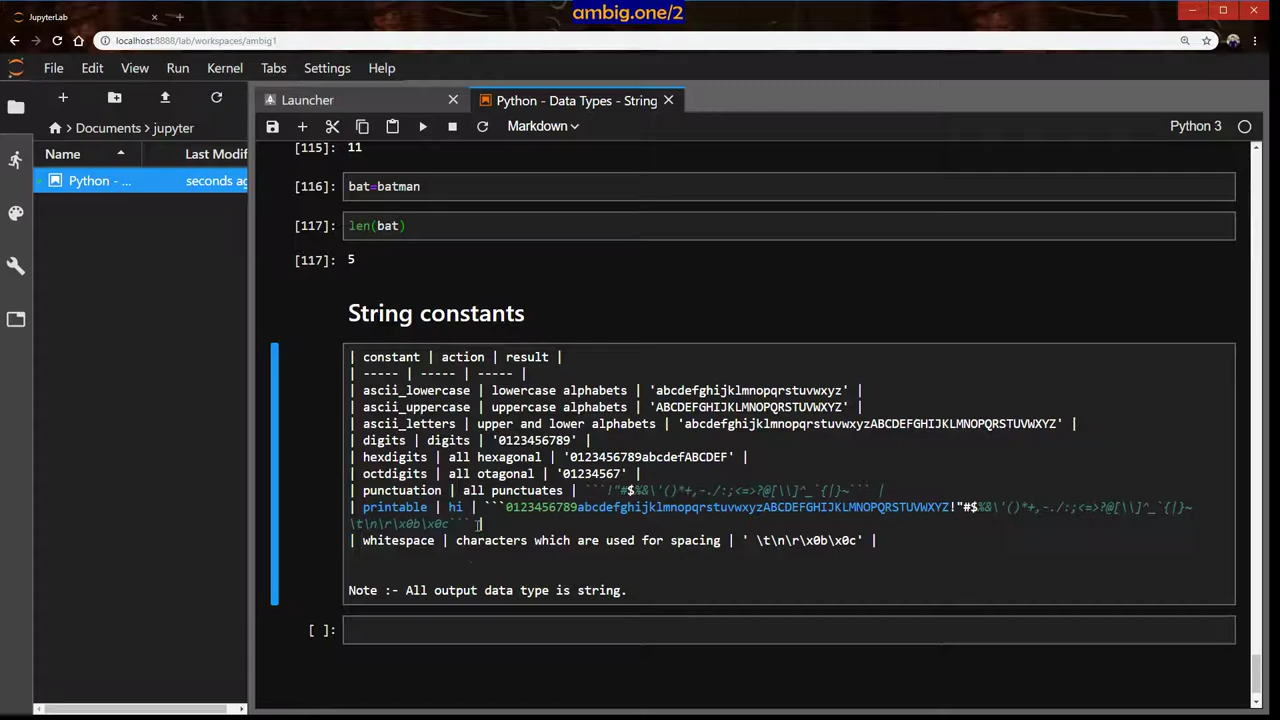 ambig.one/2
JupyterLab
localhost:8888/lab/workspaces/ambig1
File Edit View Run Kernel Tabs Settings Help
Launcher
Python - Data Types - String
Documents jupyter
Markdown
Python 3
Name Last Modif
Python - ... seconds ag
[115]: 11
[116]: bat=batman
[117]: len(bat)
[117]: 5
String constants
| constant | action | result |
| ----- | ----- | ----- |
| ascii_lowercase | lowercase alphabets | 'abcdefghijklmnopqrstuvwxyz' |
| ascii_uppercase | uppercase alphabets | 'ABCDEFGHIJKLMNOPQRSTUVWXYZ' |
| ascii_letters | upper and lower alphabets | 'abcdefghijklmnopqrstuvwxyzABCDEFGHIJKLMNOPQRSTUVWXYZ' |
| digits | digits | '0123456789' |
| hexdigits | all hexagonal | '0123456789abcdefABCDEF' |
| octdigits | all otagonal | '01234567' |
| punctuation | all punctuates | ```!"#$%&\'()*+,-./:;<=>?@[\\]^_`{|}~``` |
| printable | hi | ```0123456789abcdefghijklmnopqrstuvwxyzABCDEFGHIJKLMNOPQRSTUVWXYZ!"#$%&\'()*+,-./:;<=>?@[\\]^_`{|}~
\t\n\r\x0b\x0c``` |
| whitespace | characters which are used for spacing | ' \t\n\r\x0b\x0c' |
Note :- All output data type is string.
[ ]: